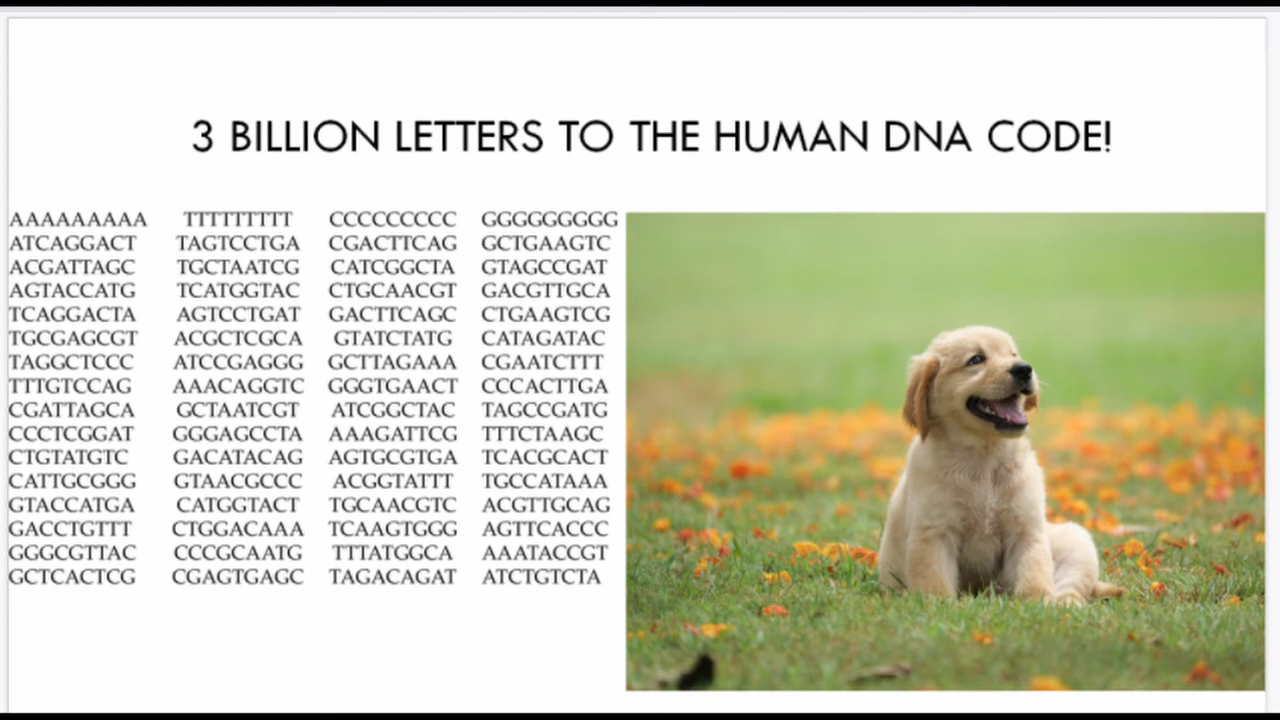 3 BILLION LETTERS TO THE HUMAN DNA CODE!
AAAAAAAAA TTTTTTTTT CCCCCCCCC GGGGGGGGG
ATCAGGACT TAGTCCTGA CGACTTCAG GCTGAAGTC
ACGATTAGC TGCTAATCG CATCGGCTA GTAGCCGAT
AGTACCATG TCATGGTAC CTGCAACGT GACGTTGCA
TCAGGACTA AGTCCTGAT GACTTCAGC CTGAAGTCG
TGCGAGCGT ACGCTCGCA GTATCTATG CATAGATAC
TAGGCTCCC ATCCGAGGG GCTTAGAAA CGAATCTTT
TTTGTCCAG AAACAGGTC GGGTGAACT CCCACTTGA
CGATTAGCA GCTAATCGT ATCGGCTAC TAGCCGATG
CCCTCGGAT GGGAGCCTA AAAGATTCG TTTCTAAGC
CTGTATGTC GACATACAG AGTGCGTGA TCACGCACT
CATTGCGGG GTAACGCCC ACGGTATTT TGCCATAAA
GTACCATGA CATGGTACT TGCAACGTC ACGTTGCAG
GACCTGTTT CTGGACAAA TCAAGTGGG AGTTCACCC
GGGCGTTAC CCCGCAATG TTTATGGCA AAATACCGT
GCTCACTCG CGAGTGAGC TAGACAGAT ATCTGTCTA